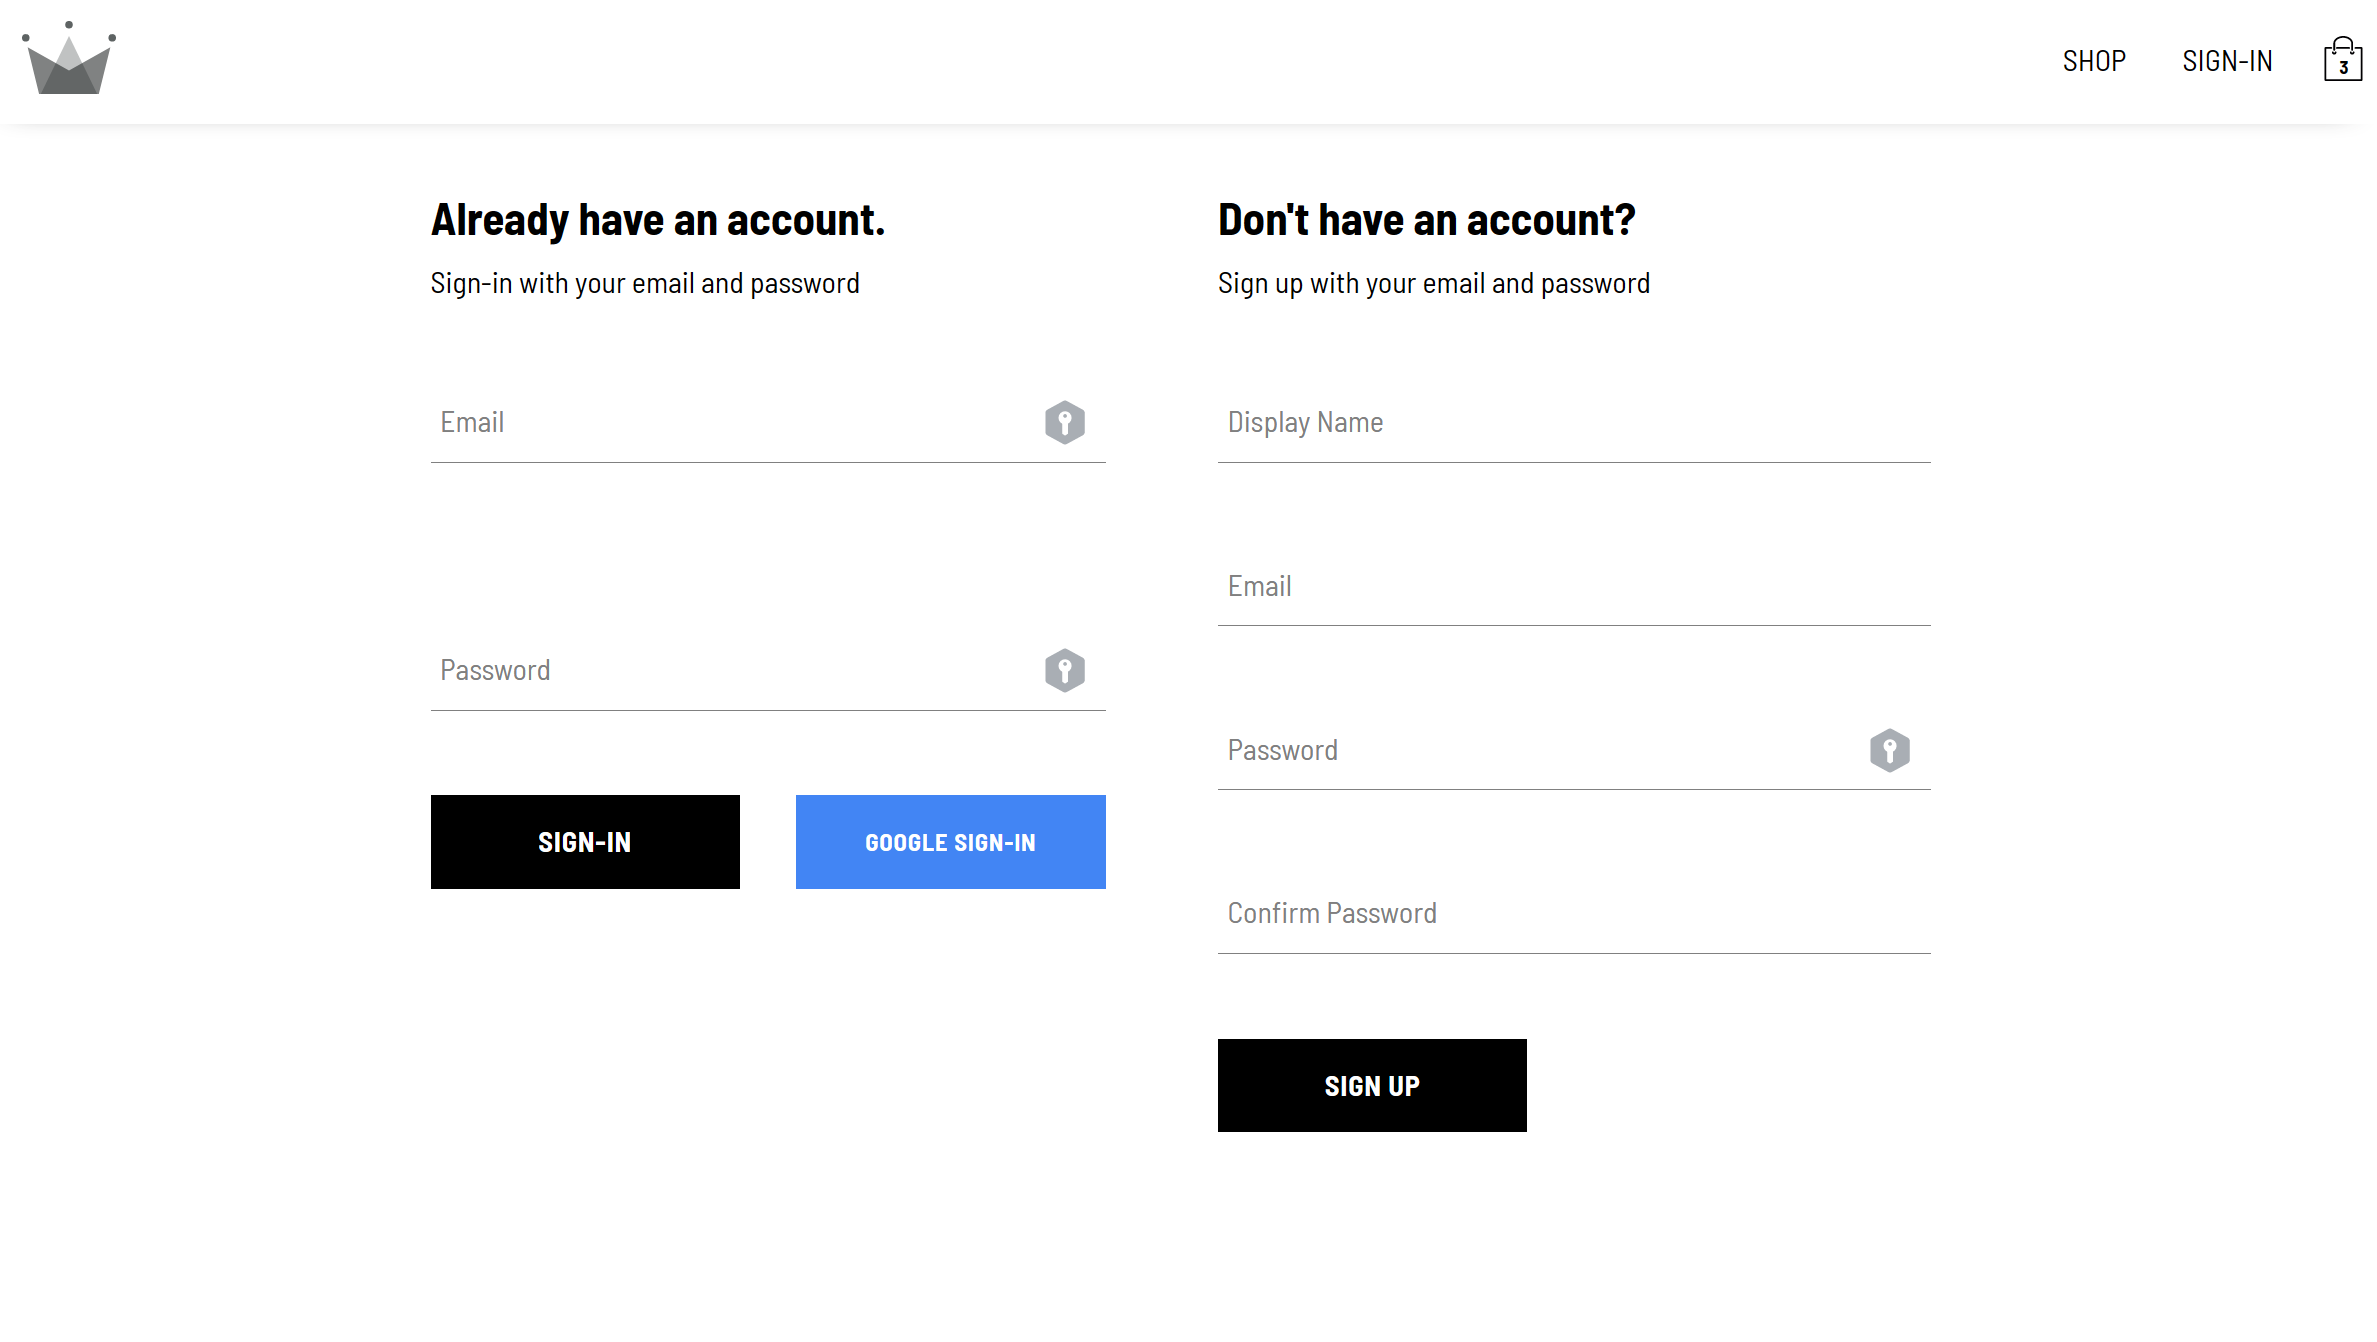 SHOP
SIGN-IN
3
Already have an account.
Sign-in with your email and password
Email
Password
SIGN-IN
GOOGLE SIGN-IN
Don't have an account?
Sign up with your email and password
Display Name
Email
Password
Confirm Password
SIGN UP